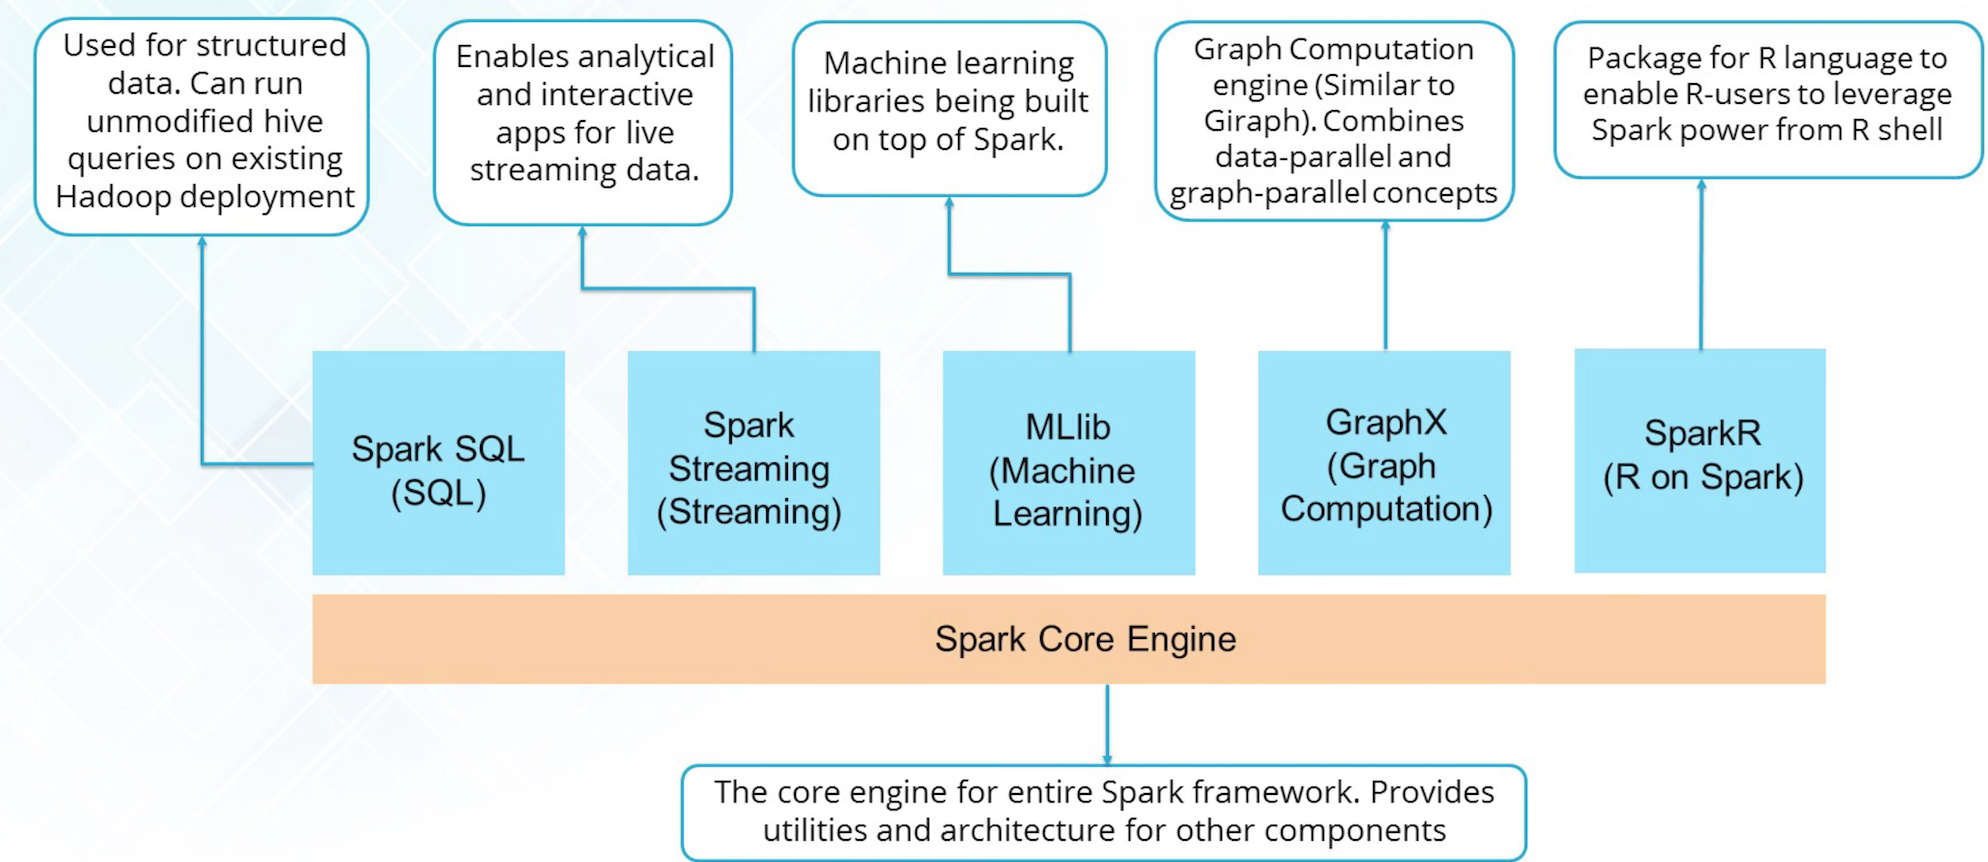 Used for structured
data. Can run
unmodified hive
queries on existing
Hadoop deployment
Enables analytical
and interactive
apps for live
streaming data.
Machine learning
libraries being built
on top of Spark.
Graph Computation
engine (Similar to
Giraph). Combines
data-parallel and
graph-parallel concepts
Package for R language to
enable R-users to leverage
Spark power from R shell
Spark SQL
(SQL)
Spark
Streaming
(Streaming)
MLlib
(Machine
Learning)
GraphX
(Graph
Computation)
SparkR
(R on Spark)
Spark Core Engine
The core engine for entire Spark framework. Provides
utilities and architecture for other components